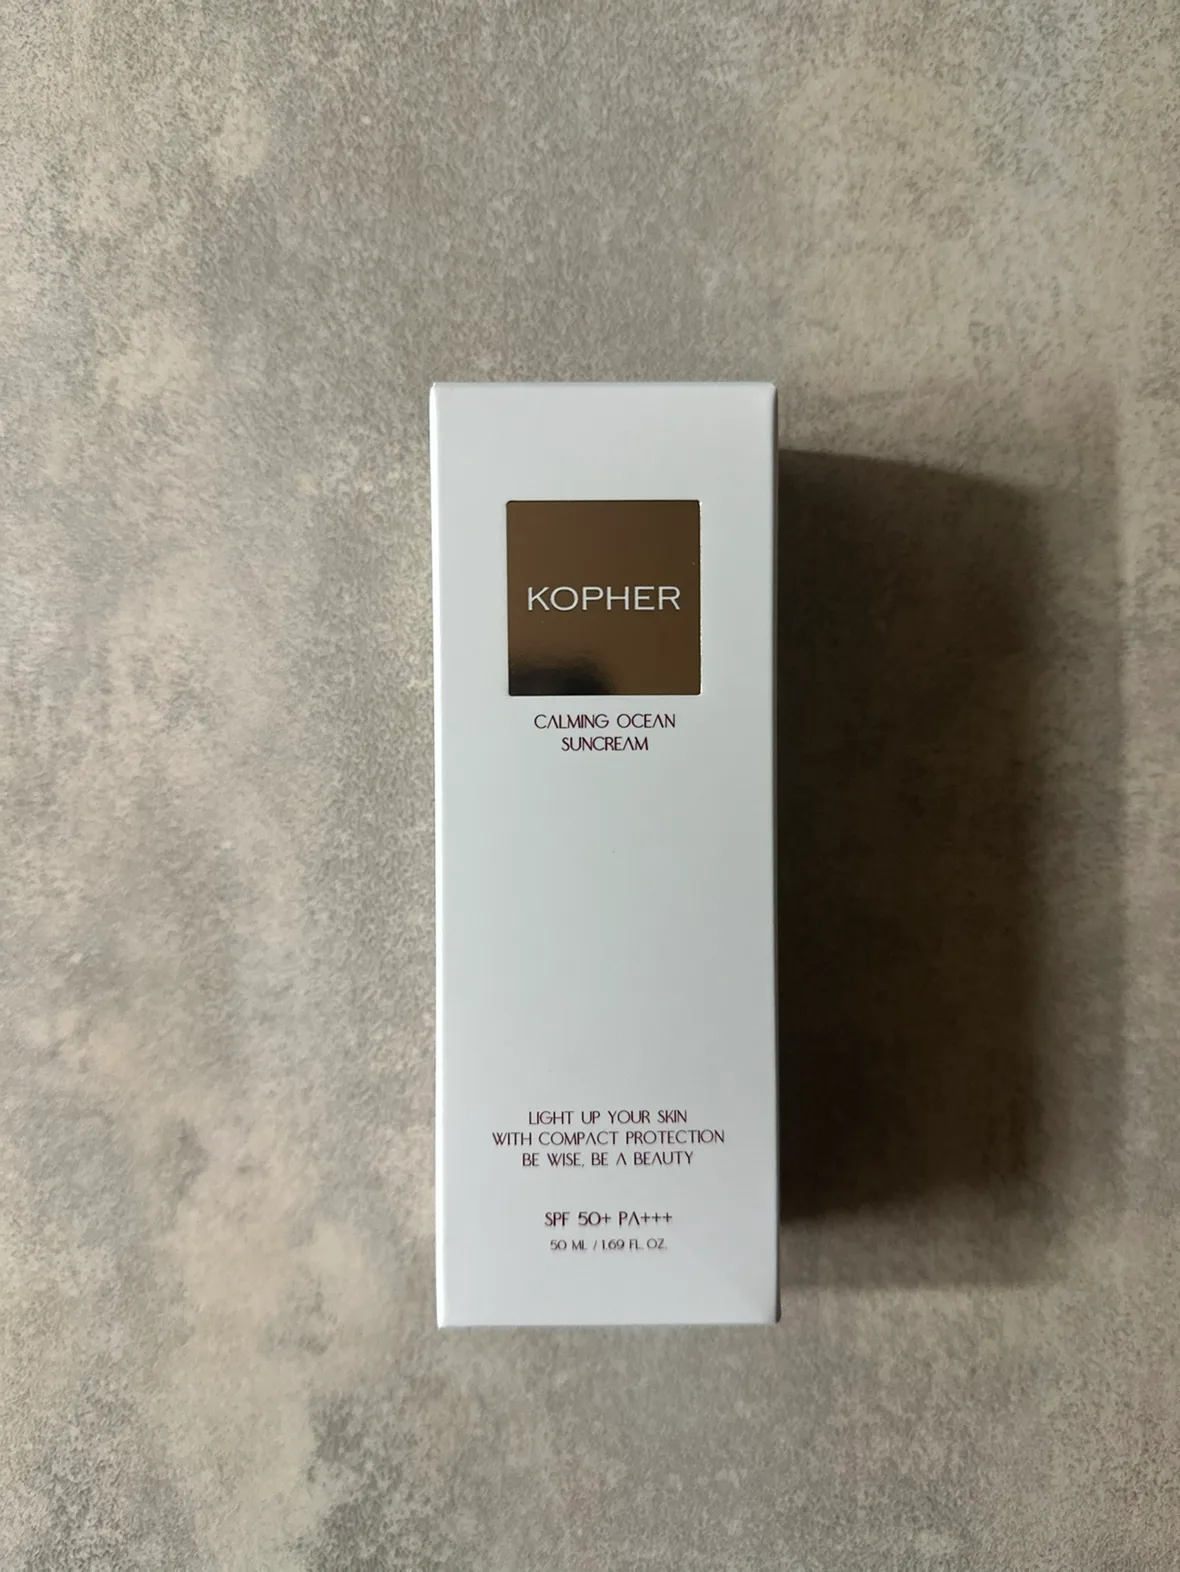 KOPHER
CALMING OCEAN
SUNCREAM
LIGHT UP YOUR SKIN
WITH COMPACT PROTECTION
BE WISE, BE A BEAUTY
SPF 50+ PA+++
50 ML / 1.69 FL. OZ.